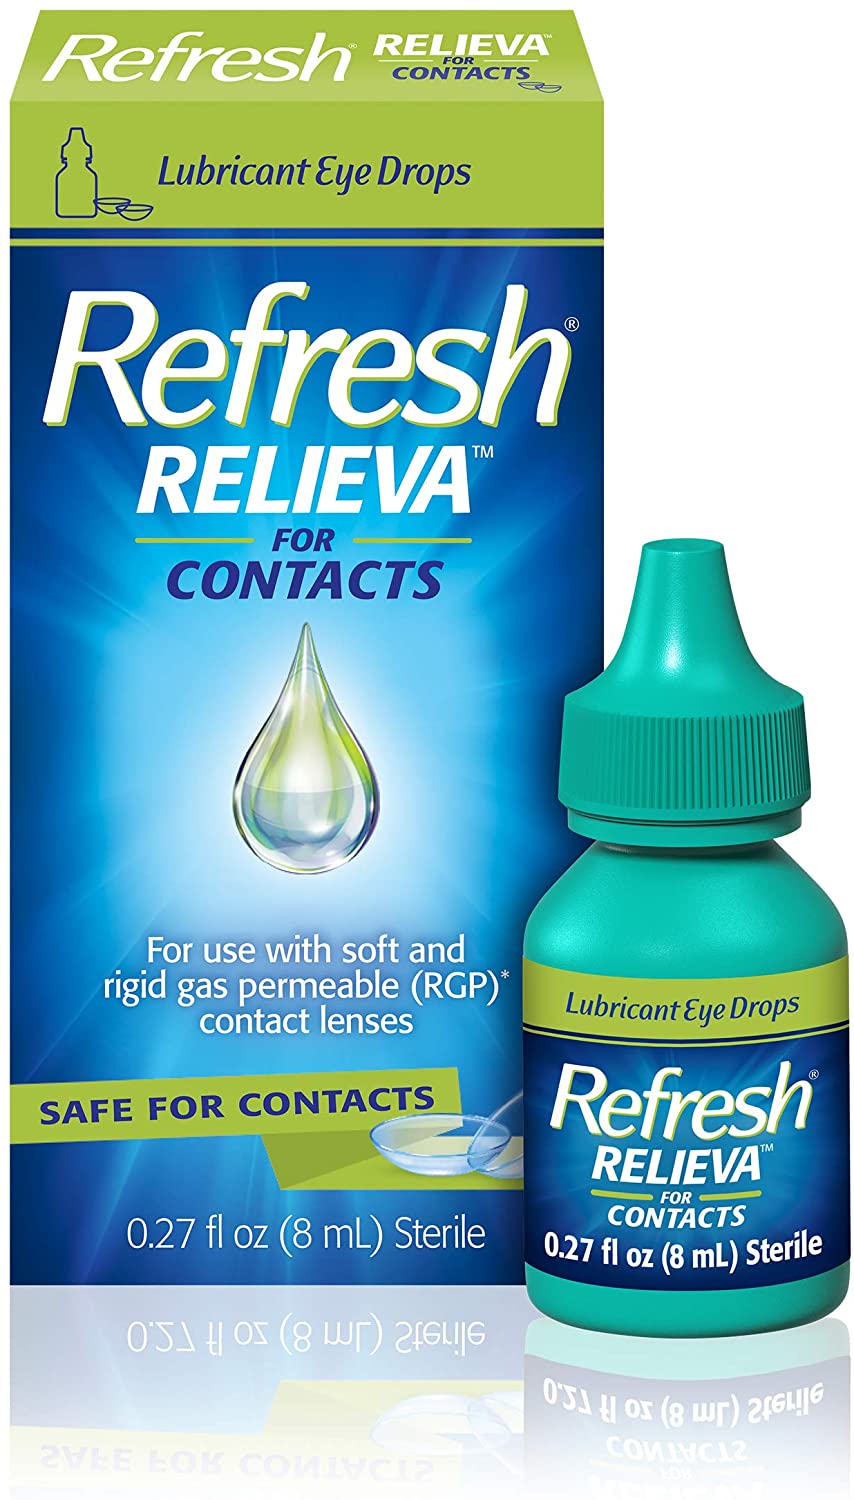 Refresh® RELIEVA™
FOR
CONTACTS
Lubricant Eye Drops
Refresh®
RELIEVA™
FOR
CONTACTS
For use with soft and
rigid gas permeable (RGP)*
contact lenses
SAFE FOR CONTACTS
0.27 fl oz (8 mL) Sterile
Lubricant Eye Drops
Refresh®
RELIEVA™
FOR
CONTACTS
0.27 fl oz (8 mL) Sterile